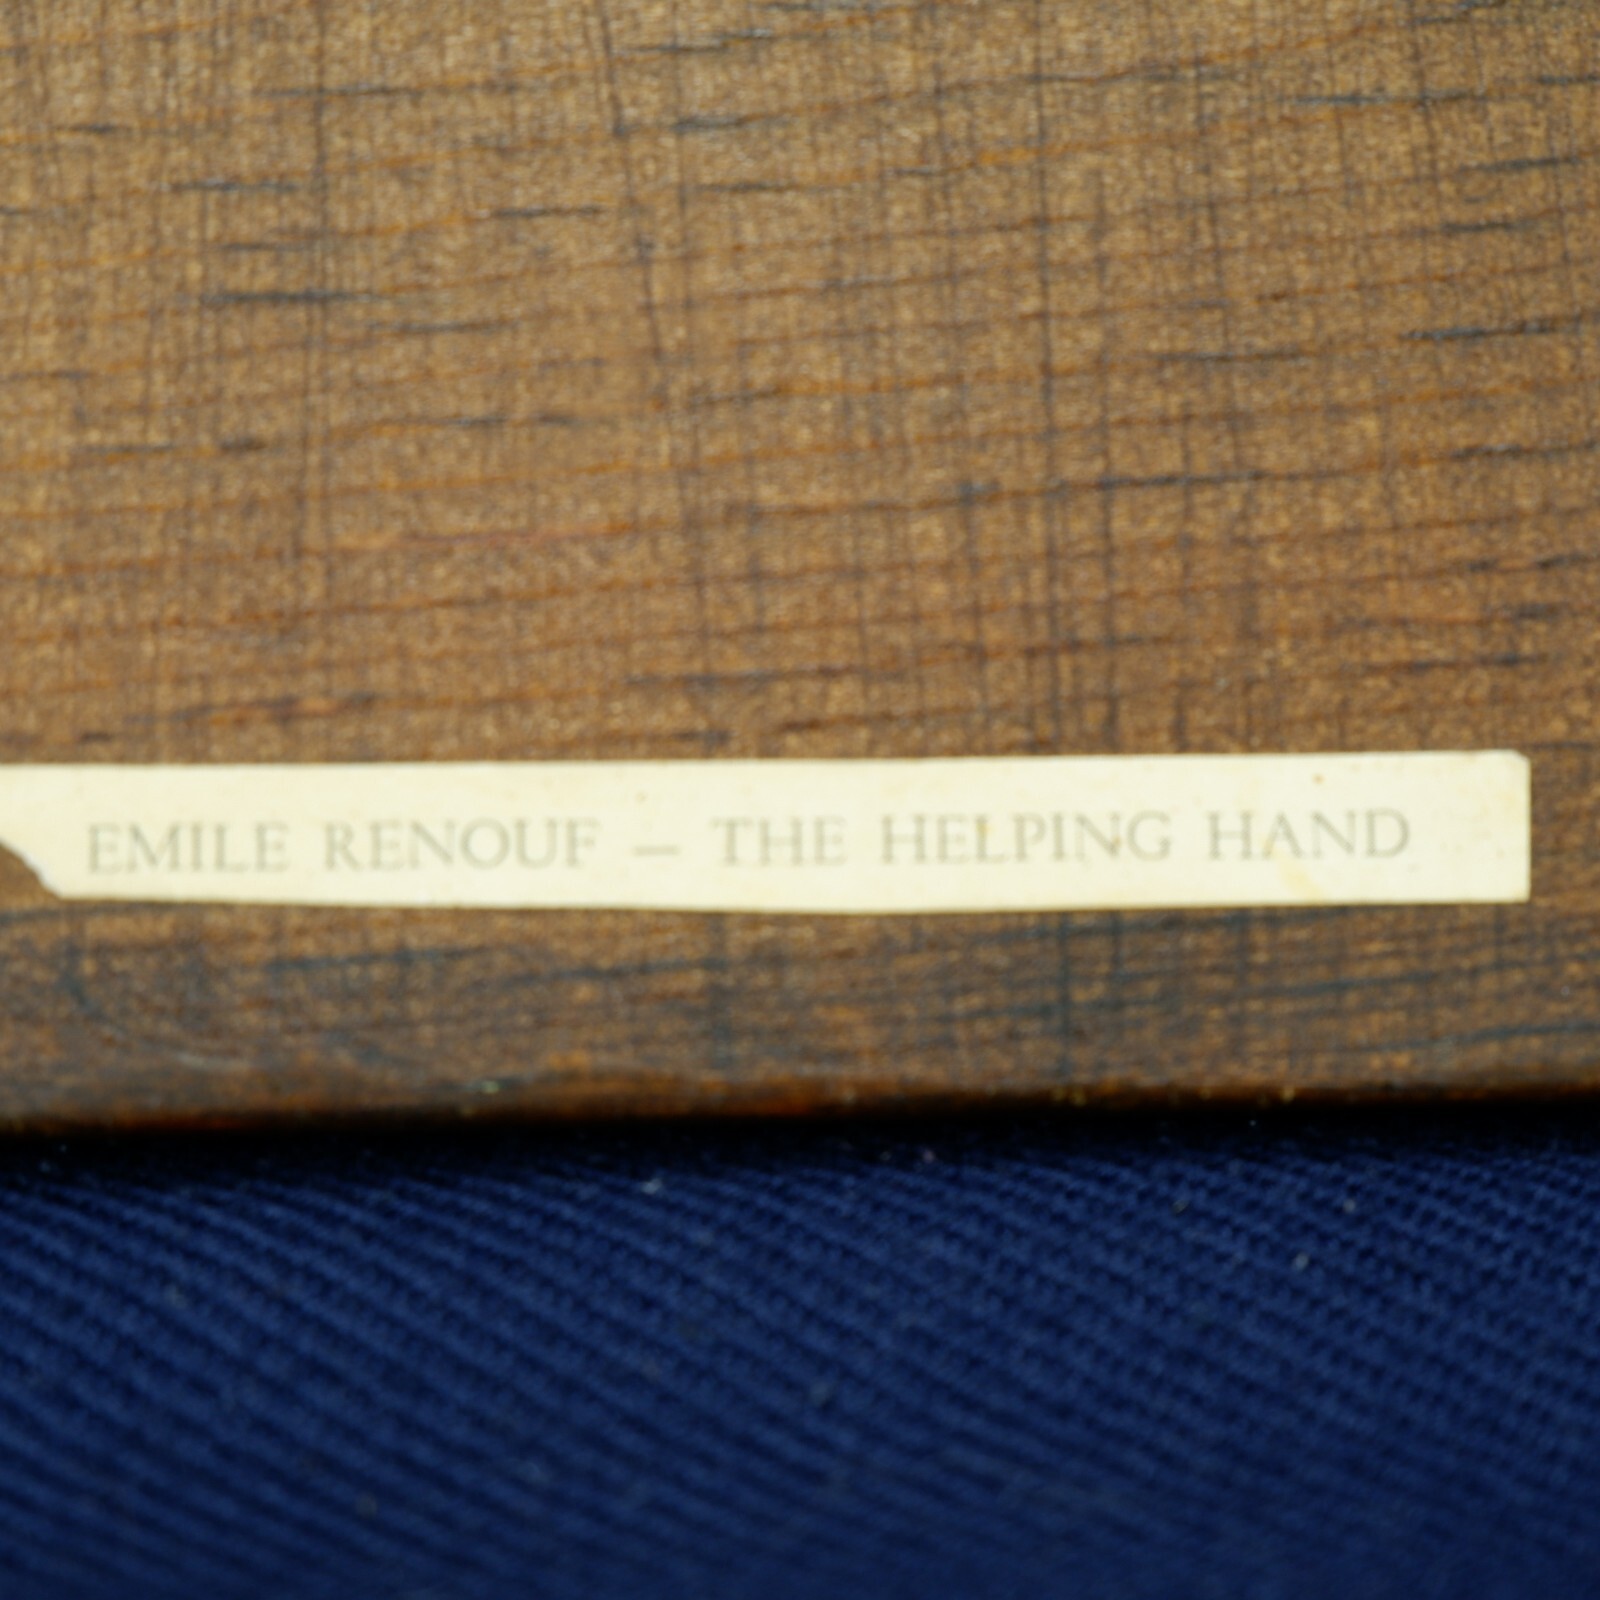 EMILE RENOUF — THE HELPING HAND